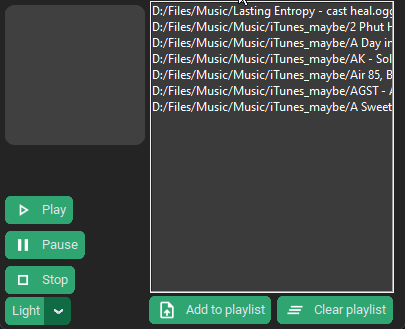 D:/Files/Music/Lasting Entropy - cast heal.ogg
D:/Files/Music/Music/iTunes_maybe/2 Phut H
D:/Files/Music/Music/iTunes_maybe/A Day in
D:/Files/Music/Music/iTunes_maybe/AK - Sol
D:/Files/Music/Music/iTunes_maybe/Air 85, B
D:/Files/Music/Music/iTunes_maybe/AGST - A
D:/Files/Music/Music/iTunes_maybe/A Sweet
Play
Pause
Stop
Light
Add to playlist
Clear playlist